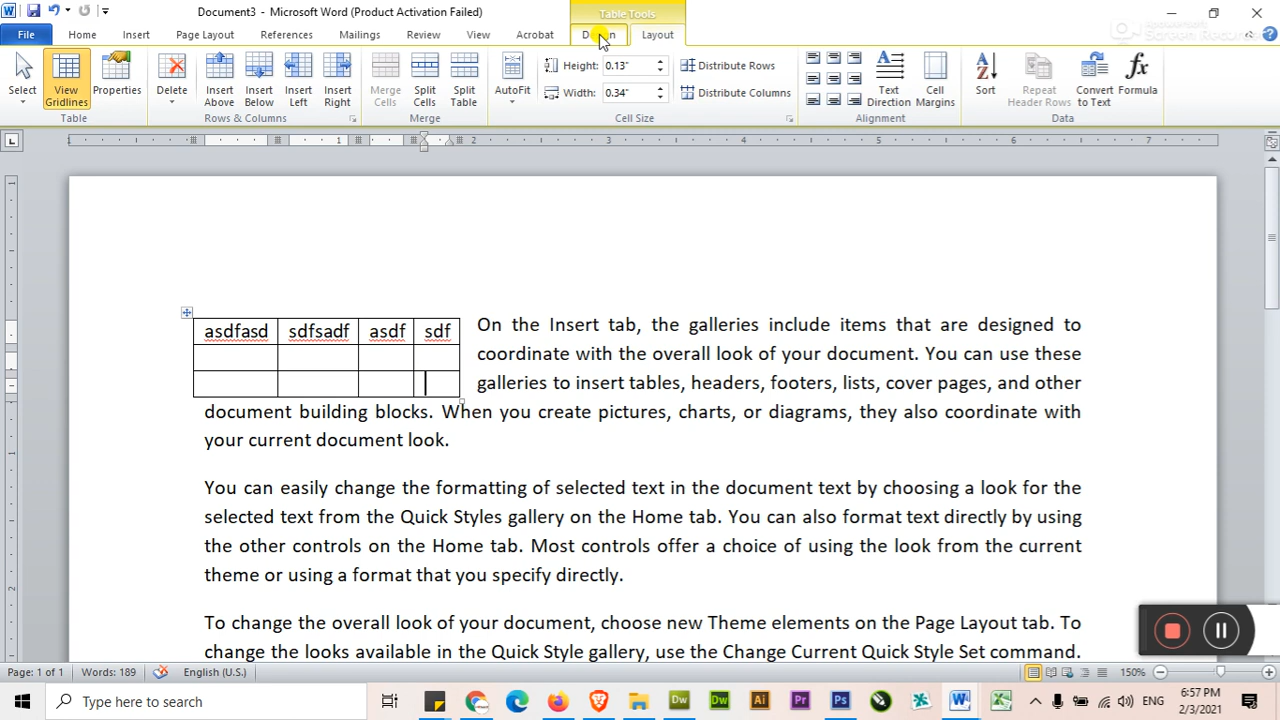 Document3 - Microsoft Word (Product Activation Failed)
Table Tools
File Home Insert Page Layout References Mailings Review View Acrobat Layout
Select
View Gridlines
Properties
Delete
Insert Above
Insert Below
Insert Left
Insert Right
Merge Cells
Split Cells
Split Table
AutoFit
Height: 0.13"
Width: 0.34"
Distribute Rows
Distribute Columns
Text Direction
Cell Margins
Sort
Repeat Header Rows
Convert to Text
Formula
Table Rows & Columns Merge Cell Size Alignment Data
1 1 2 3 4 5 6 7
asdfasd sdfsadf asdf sdf
On the Insert tab, the galleries include items that are designed to
coordinate with the overall look of your document. You can use these
galleries to insert tables, headers, footers, lists, cover pages, and other
document building blocks. When you create pictures, charts, or diagrams, they also coordinate with
your current document look.
You can easily change the formatting of selected text in the document text by choosing a look for the
selected text from the Quick Styles gallery on the Home tab. You can also format text directly by using
the other controls on the Home tab. Most controls offer a choice of using the look from the current
theme or using a format that you specify directly.
To change the overall look of your document, choose new Theme elements on the Page Layout tab. To
change the looks available in the Quick Style gallery, use the Change Current Quick Style Set command.
Page: 1 of 1 Words: 189 English (U.S.) 150%
Type here to search
ENG
6:57 PM
2/3/2021